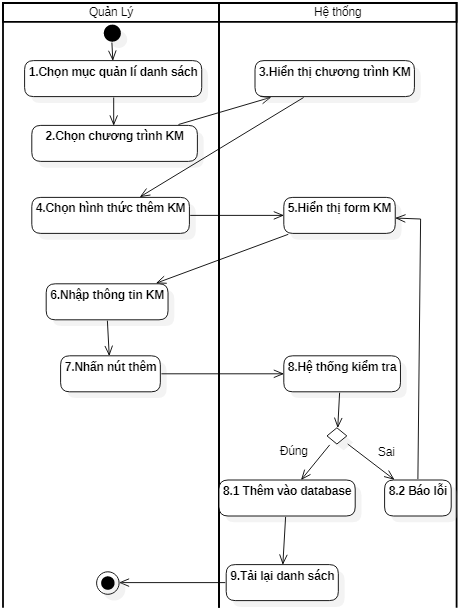 Quản Lý
Hệ thống
1.Chọn mục quản lí danh sách
3.Hiển thị chương trình KM
2.Chọn chương trình KM
4.Chọn hình thức thêm KM
5.Hiển thị form KM
6.Nhập thông tin KM
7.Nhấn nút thêm
8.Hệ thống kiểm tra
Đúng
Sai
8.1 Thêm vào database
8.2 Báo lỗi
9.Tải lại danh sách